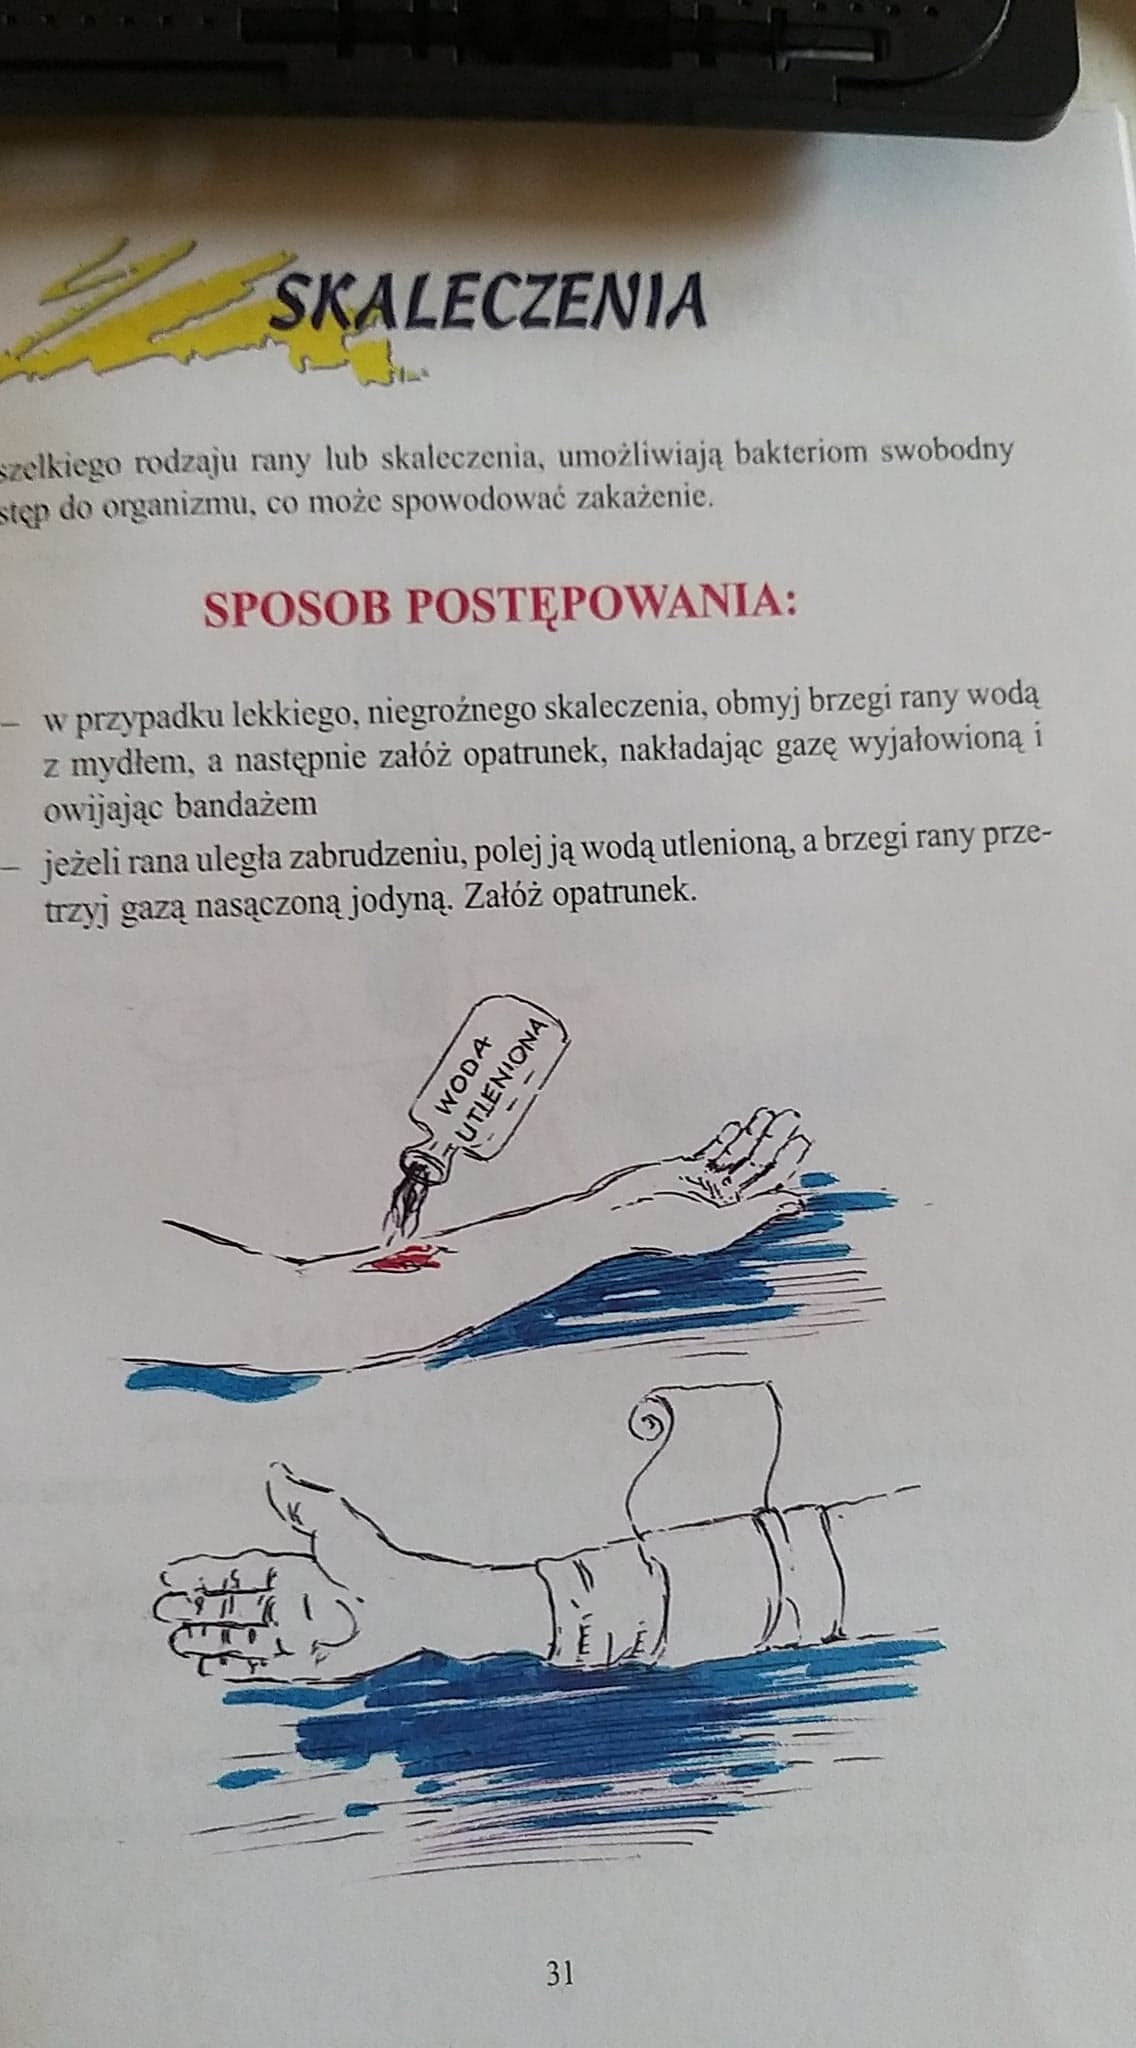 SKALECZENIA
szelkiego rodzaju rany lub skaleczenia, umożliwiają bakteriom swobodny
stęp do organizmu, co może spowodować zakażenie.
SPOSOB POSTĘPOWANIA:
– w przypadku lekkiego, niegroźnego skaleczenia, obmyj brzegi rany wodą
z mydłem, a następnie załóż opatrunek, nakładając gazę wyjałowioną i
owijając bandażem
– jeżeli rana uległa zabrudzeniu, polej ją wodą utlenioną, a brzegi rany prze-
trzyj gazą nasączoną jodyną. Załóż opatrunek.
WODA
UTLENIONA
31